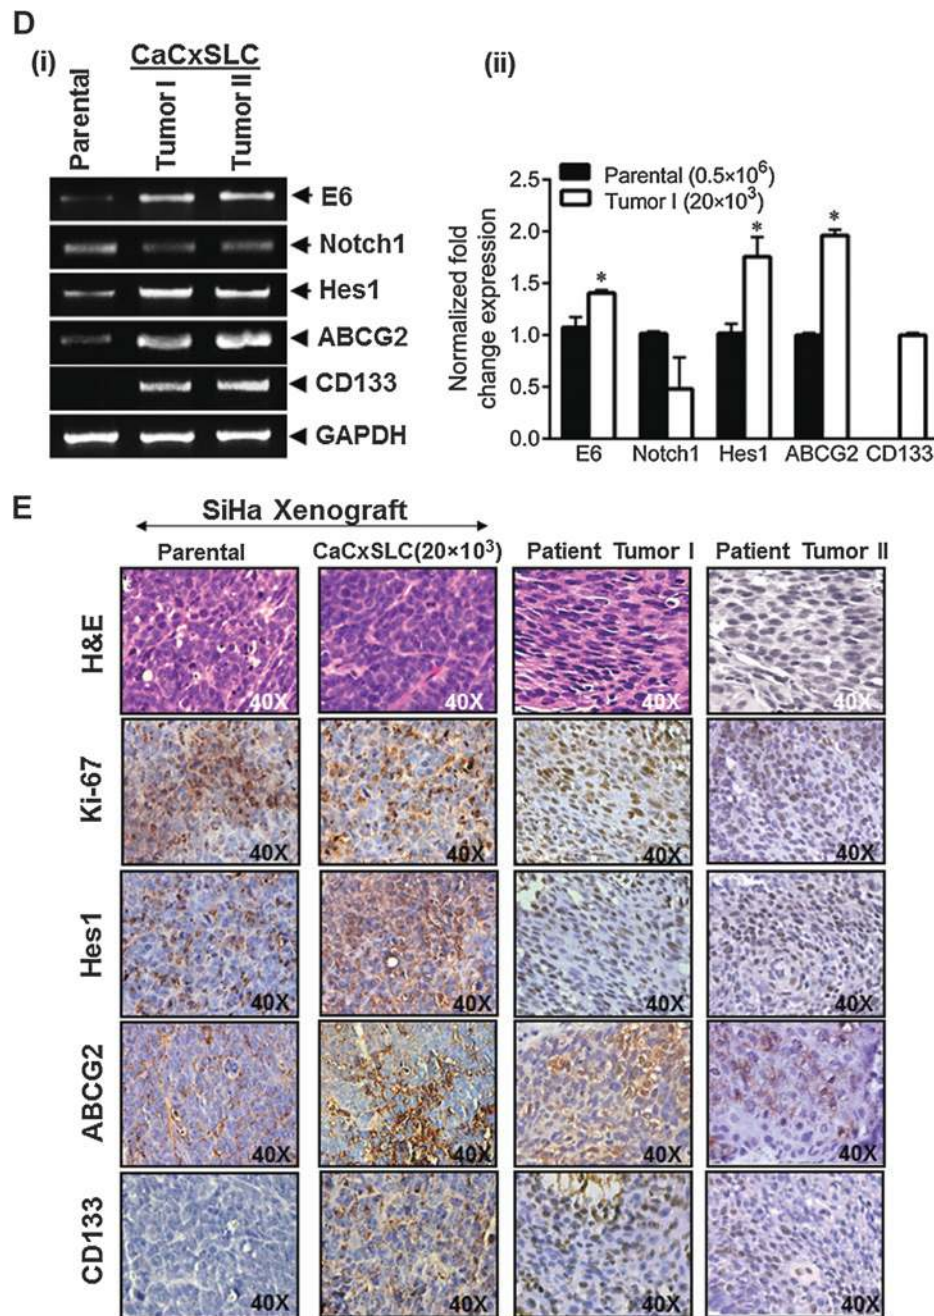 D
(i)
CaCxSLC
Parental
Tumor I
Tumor II
E6
Notch1
Hes1
ABCG2
CD133
GAPDH
(ii)
Parental (0.5×10⁶)
Tumor I (20×10³)
Normalized fold
change expression
2.5
2.0
1.5
1.0
0.5
0.0
*
*
*
E6 Notch1 Hes1 ABCG2 CD133
E
SiHa Xenograft
Parental CaCxSLC(20×10³) Patient Tumor I Patient Tumor II
H&E
40X 40X 40X 40X
Ki-67
40X 40X 40X 40X
Hes1
40X 40X 40X 40X
ABCG2
40X 40X 40X 40X
CD133
40X 40X 40X 40X